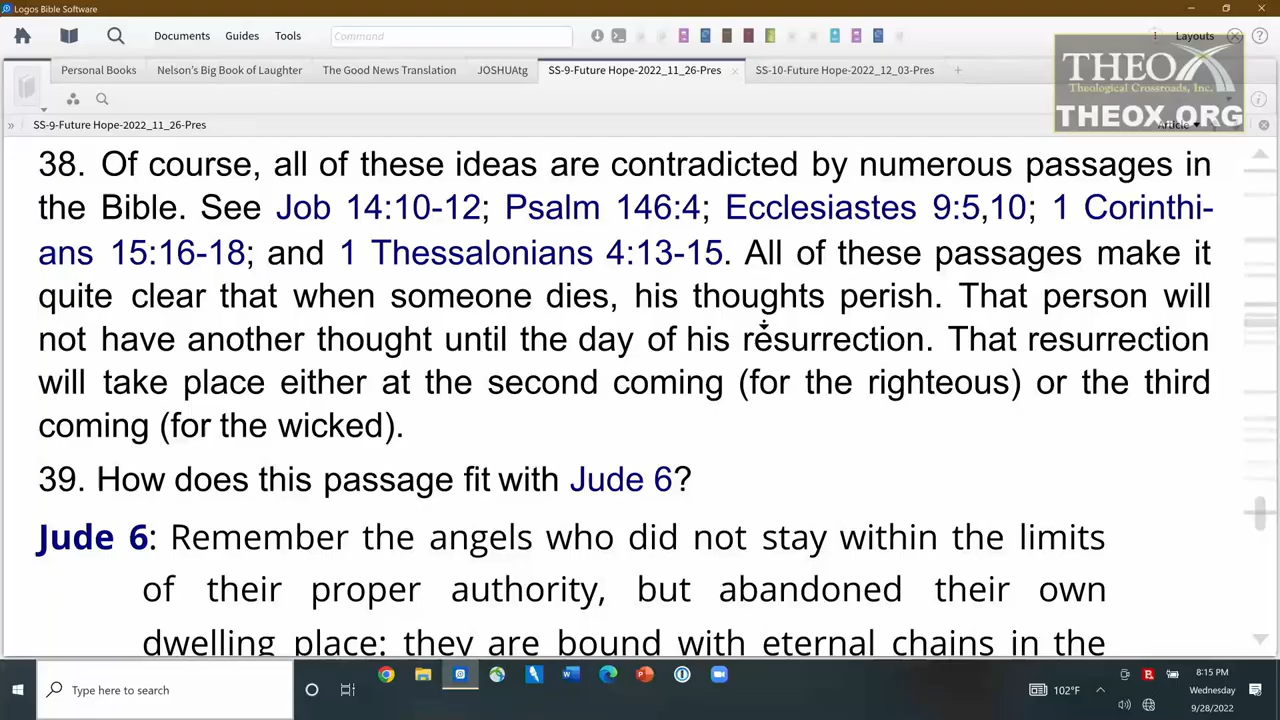 Logos Bible Software
Documents Guides Tools Command Layouts
THEOX
Theological Crossroads, Inc.
THEOX.ORG
Personal Books Nelson's Big Book of Laughter The Good News Translation JOSHUAtg SS-9-Future Hope-2022_11_26-Pres SS-10-Future Hope-2022_12_03-Pres
SS-9-Future Hope-2022_11_26-Pres Article
38. Of course, all of these ideas are contradicted by numerous passages in
the Bible. See Job 14:10-12; Psalm 146:4; Ecclesiastes 9:5,10; 1 Corinthi-
ans 15:16-18; and 1 Thessalonians 4:13-15. All of these passages make it
quite clear that when someone dies, his thoughts perish. That person will
not have another thought until the day of his resurrection. That resurrection
will take place either at the second coming (for the righteous) or the third
coming (for the wicked).
39. How does this passage fit with Jude 6?
Jude 6: Remember the angels who did not stay within the limits
of their proper authority, but abandoned their own
dwelling place: they are bound with eternal chains in the
Type here to search
102°F
8:15 PM
Wednesday
9/28/2022